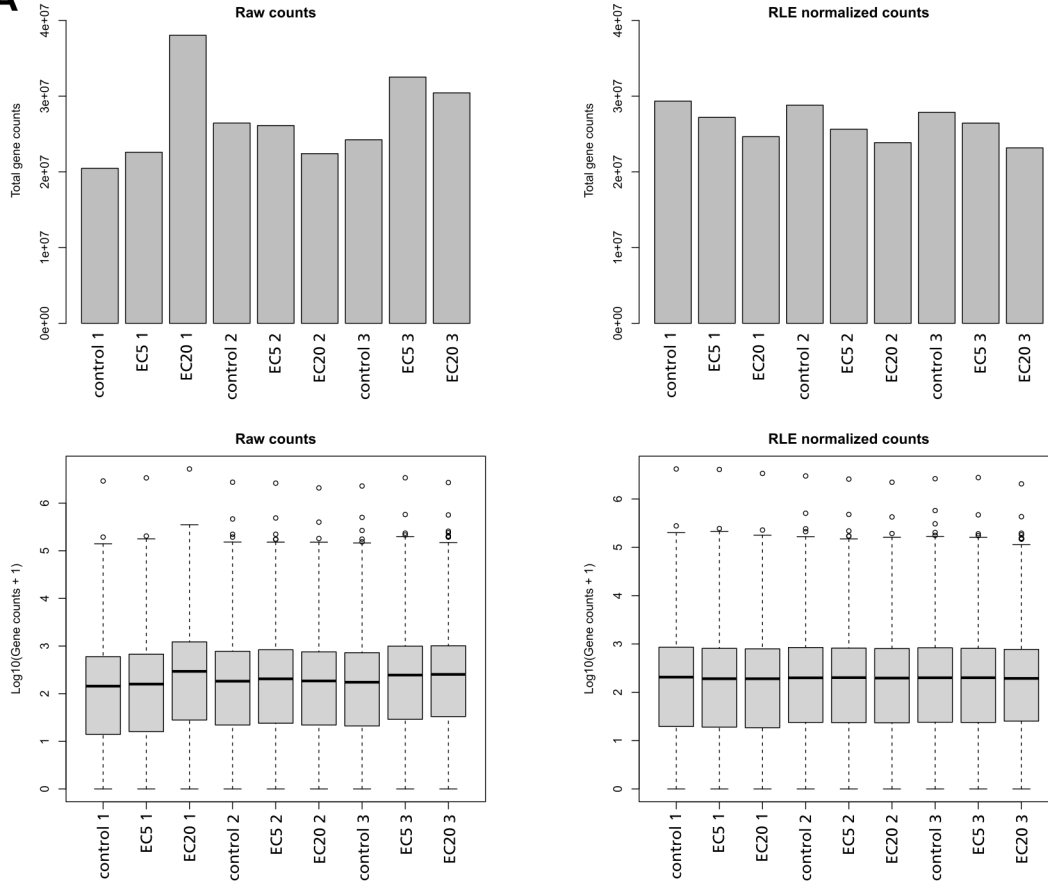 A
Raw counts
Total gene counts
0e+00 1e+07 2e+07 3e+07 4e+07
control 1 EC5 1 EC20 1 control 2 EC5 2 EC20 2 control 3 EC5 3 EC20 3
RLE normalized counts
Total gene counts
0e+00 1e+07 2e+07 3e+07 4e+07
control 1 EC5 1 EC20 1 control 2 EC5 2 EC20 2 control 3 EC5 3 EC20 3
Raw counts
Log10(Gene counts + 1)
0 1 2 3 4 5 6
control 1 EC5 1 EC20 1 control 2 EC5 2 EC20 2 control 3 EC5 3 EC20 3
RLE normalized counts
Log10(Gene counts + 1)
0 1 2 3 4 5 6
control 1 EC5 1 EC20 1 control 2 EC5 2 EC20 2 control 3 EC5 3 EC20 3